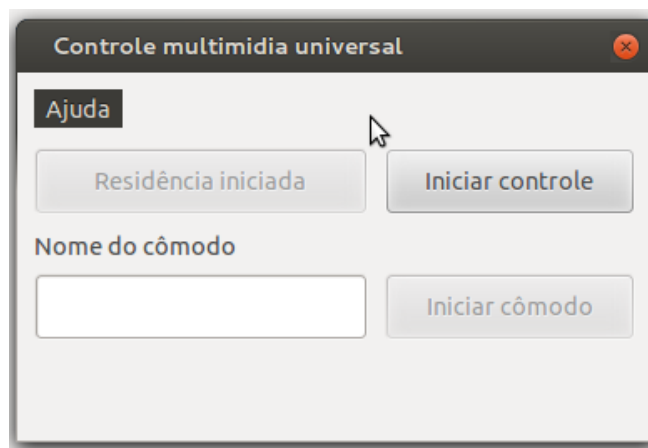 Controle multimidia universal
Ajuda
Residência iniciada Iniciar controle
Nome do cômodo
Iniciar cômodo